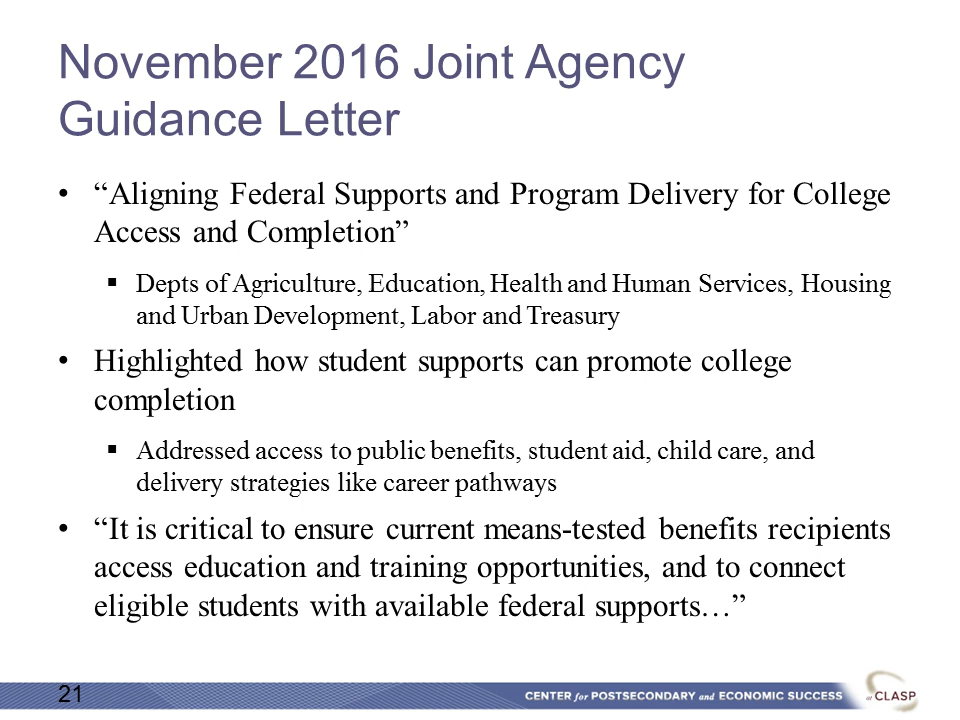 November 2016 Joint Agency
Guidance Letter
• “Aligning Federal Supports and Program Delivery for College
Access and Completion”
▪ Depts of Agriculture, Education, Health and Human Services, Housing
and Urban Development, Labor and Treasury
• Highlighted how student supports can promote college
completion
▪ Addressed access to public benefits, student aid, child care, and
delivery strategies like career pathways
• “It is critical to ensure current means-tested benefits recipients
access education and training opportunities, and to connect
eligible students with available federal supports…”
21
CENTER for POSTSECONDARY and ECONOMIC SUCCESS at CLASP